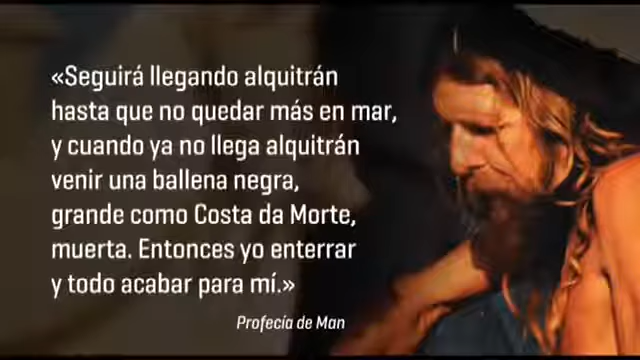 «Seguirá llegando alquitrán
hasta que no quedar más en mar,
y cuando ya no llega alquitrán
venir una ballena negra,
grande como Costa da Morte,
muerta. Entonces yo enterrar
y todo acabar para mí.»
Profecía de Man